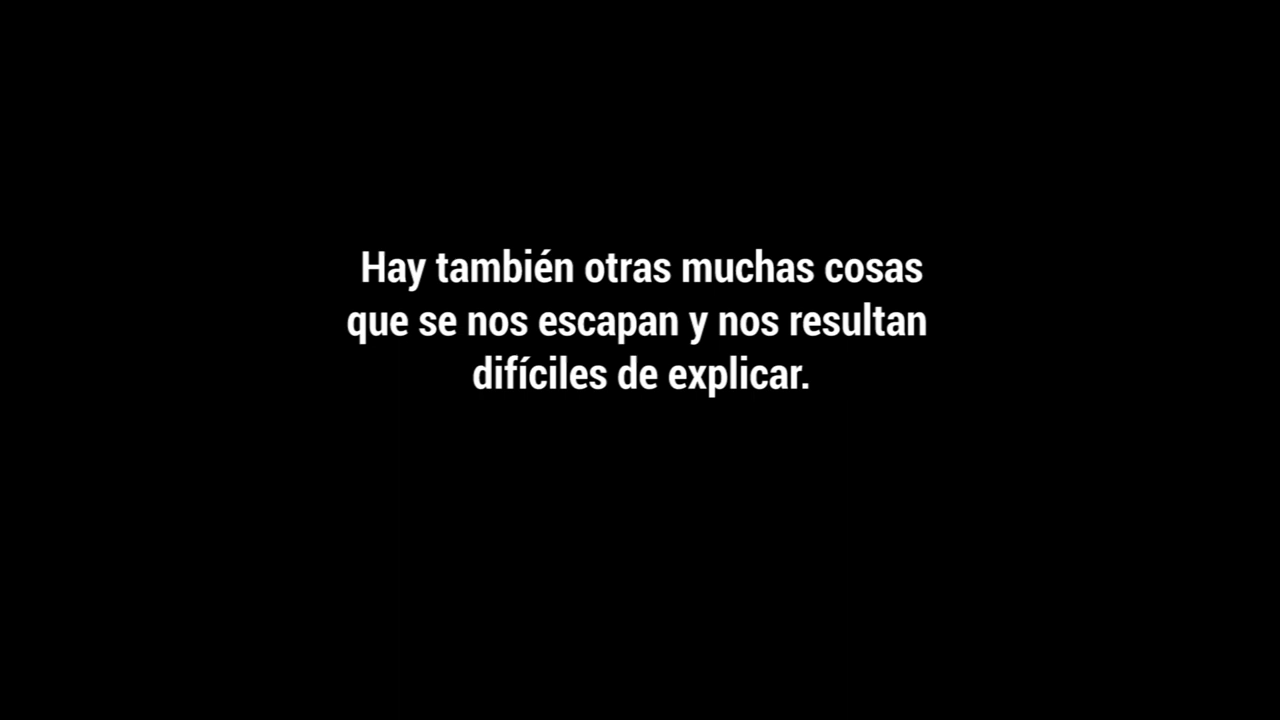 Hay también otras muchas cosas
que se nos escapan y nos resultan
difíciles de explicar.